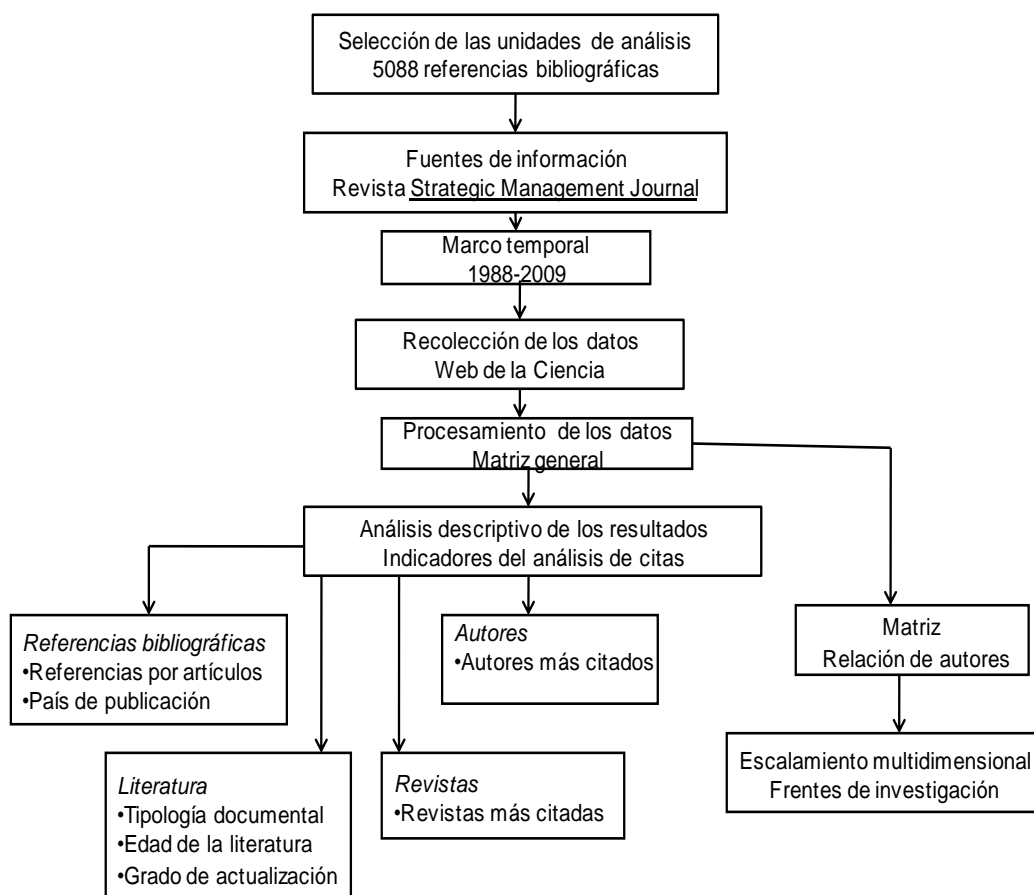 Selección de las unidades de análisis
5088 referencias bibliográficas
Fuentes de información
Revista Strategic Management Journal
Marco temporal
1988-2009
Recolección de los datos
Web de la Ciencia
Procesamiento de los datos
Matriz general
Análisis descriptivo de los resultados
Indicadores del análisis de citas
Referencias bibliográficas
•Referencias por artículos
•País de publicación
Autores
•Autores más citados
Matriz
Relación de autores
Literatura
•Tipología documental
•Edad de la literatura
•Grado de actualización
Revistas
•Revistas más citadas
Escalamiento multidimensional
Frentes de investigación